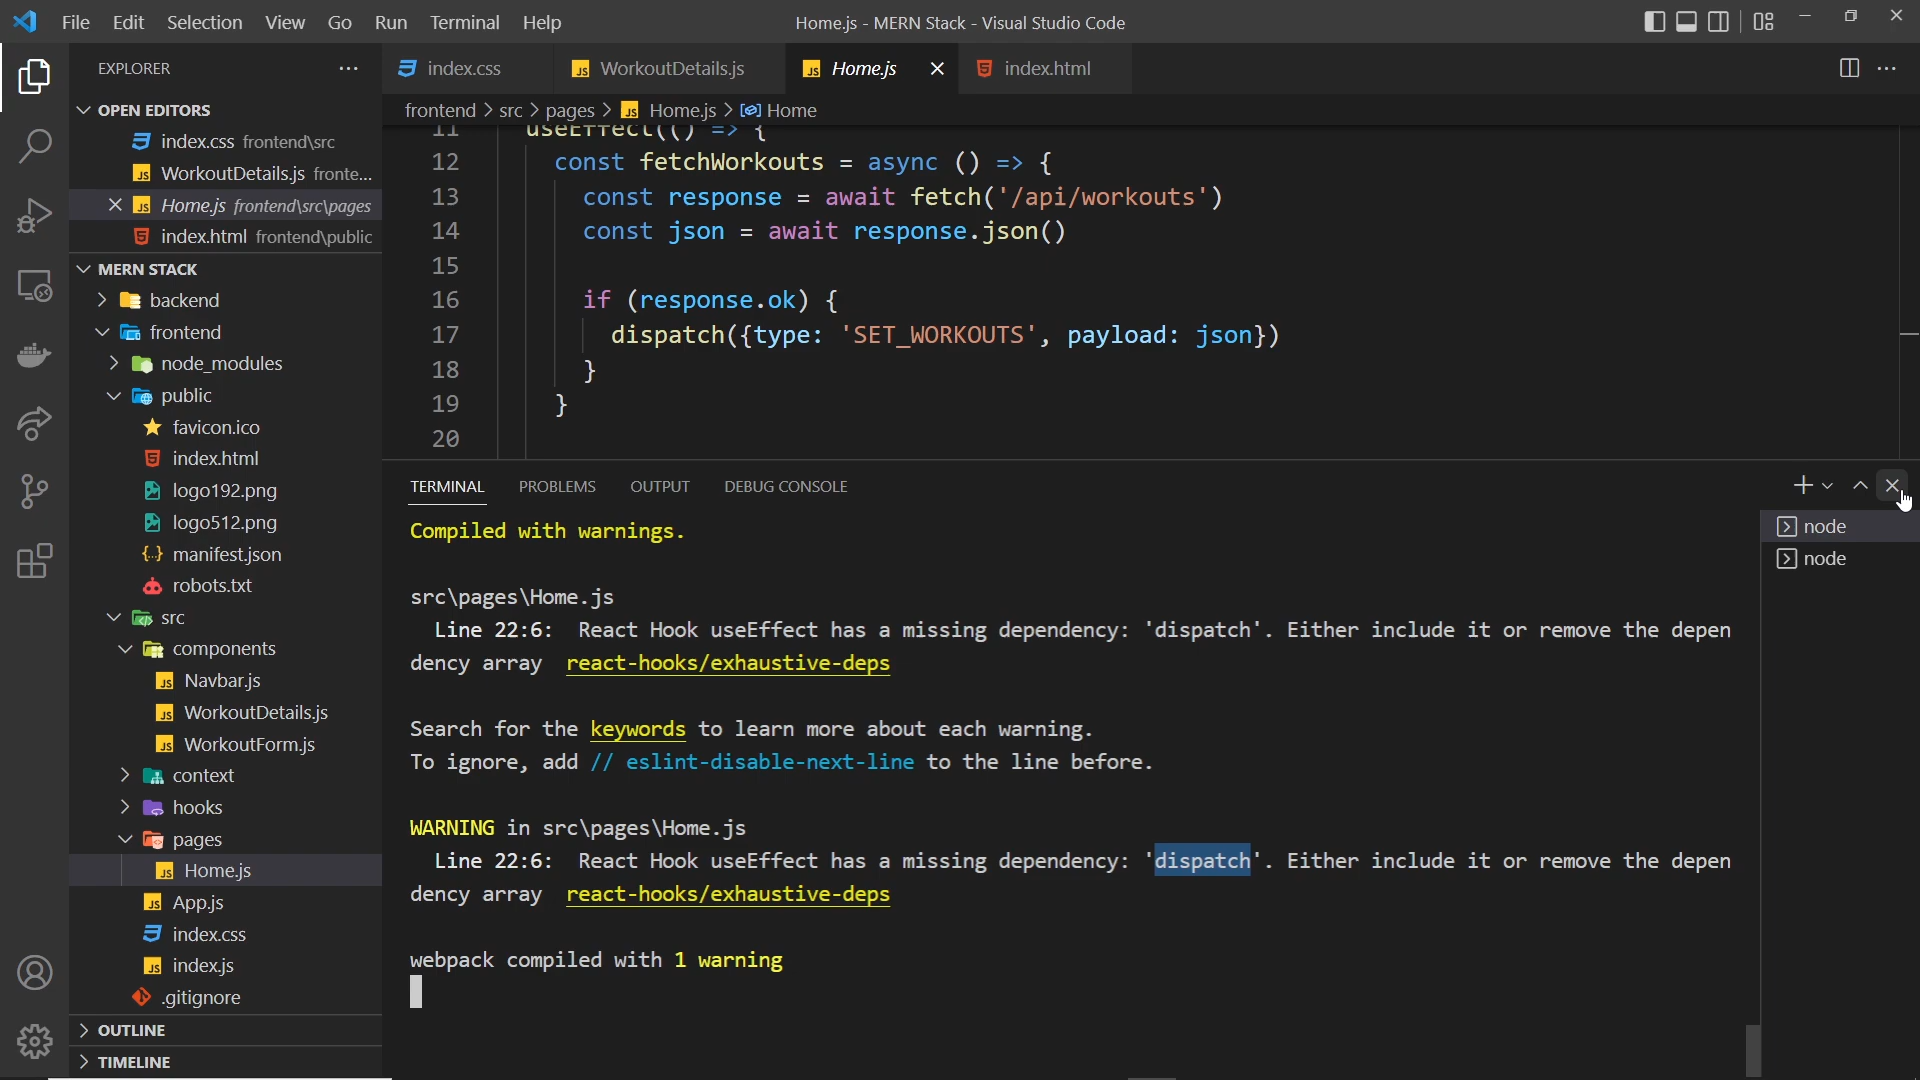 File Edit Selection View Go Run Terminal Help
Home.js - MERN Stack - Visual Studio Code
EXPLORER
OPEN EDITORS
index.css frontend\src
WorkoutDetails.js fronte...
Home.js frontend\src\pages
index.html frontend\public
MERN STACK
backend
frontend
node_modules
public
favicon.ico
index.html
logo192.png
logo512.png
manifest.json
robots.txt
src
components
Navbar.js
WorkoutDetails.js
WorkoutForm.js
context
hooks
pages
Home.js
App.js
index.css
index.js
.gitignore
OUTLINE
TIMELINE
index.css WorkoutDetails.js Home.js index.html
frontend > src > pages > Home.js > Home
11 useEffect(() => {
12 const fetchWorkouts = async () => {
13 const response = await fetch('/api/workouts')
14 const json = await response.json()
15
16 if (response.ok) {
17 dispatch({type: 'SET_WORKOUTS', payload: json})
18 }
19 }
20
TERMINAL PROBLEMS OUTPUT DEBUG CONSOLE
Compiled with warnings.
src\pages\Home.js
Line 22:6: React Hook useEffect has a missing dependency: 'dispatch'. Either include it or remove the depen
dency array react-hooks/exhaustive-deps
Search for the keywords to learn more about each warning.
To ignore, add // eslint-disable-next-line to the line before.
WARNING in src\pages\Home.js
Line 22:6: React Hook useEffect has a missing dependency: 'dispatch'. Either include it or remove the depen
dency array react-hooks/exhaustive-deps
webpack compiled with 1 warning
node
node